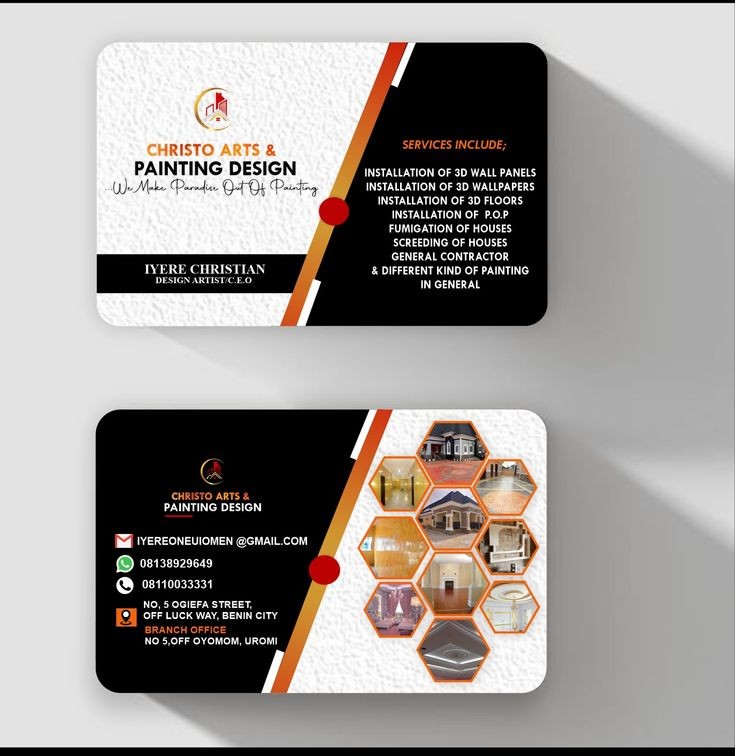 CHRISTO ARTS &
PAINTING DESIGN
...We Make Paradise Out Of Painting
IYERE CHRISTIAN
DESIGN ARTIST/C.E.O
SERVICES INCLUDE;
INSTALLATION OF 3D WALL PANELS
INSTALLATION OF 3D WALLPAPERS
INSTALLATION OF 3D FLOORS
INSTALLATION OF P.O.P
FUMIGATION OF HOUSES
SCREEDING OF HOUSES
GENERAL CONTRACTOR
& DIFFERENT KIND OF PAINTING
IN GENERAL
CHRISTO ARTS &
PAINTING DESIGN
IYEREONEUIOMEN @GMAIL.COM
08138929649
08110033331
NO, 5 OGIEFA STREET,
OFF LUCK WAY, BENIN CITY
BRANCH OFFICE
NO 5,OFF OYOMOM, UROMI